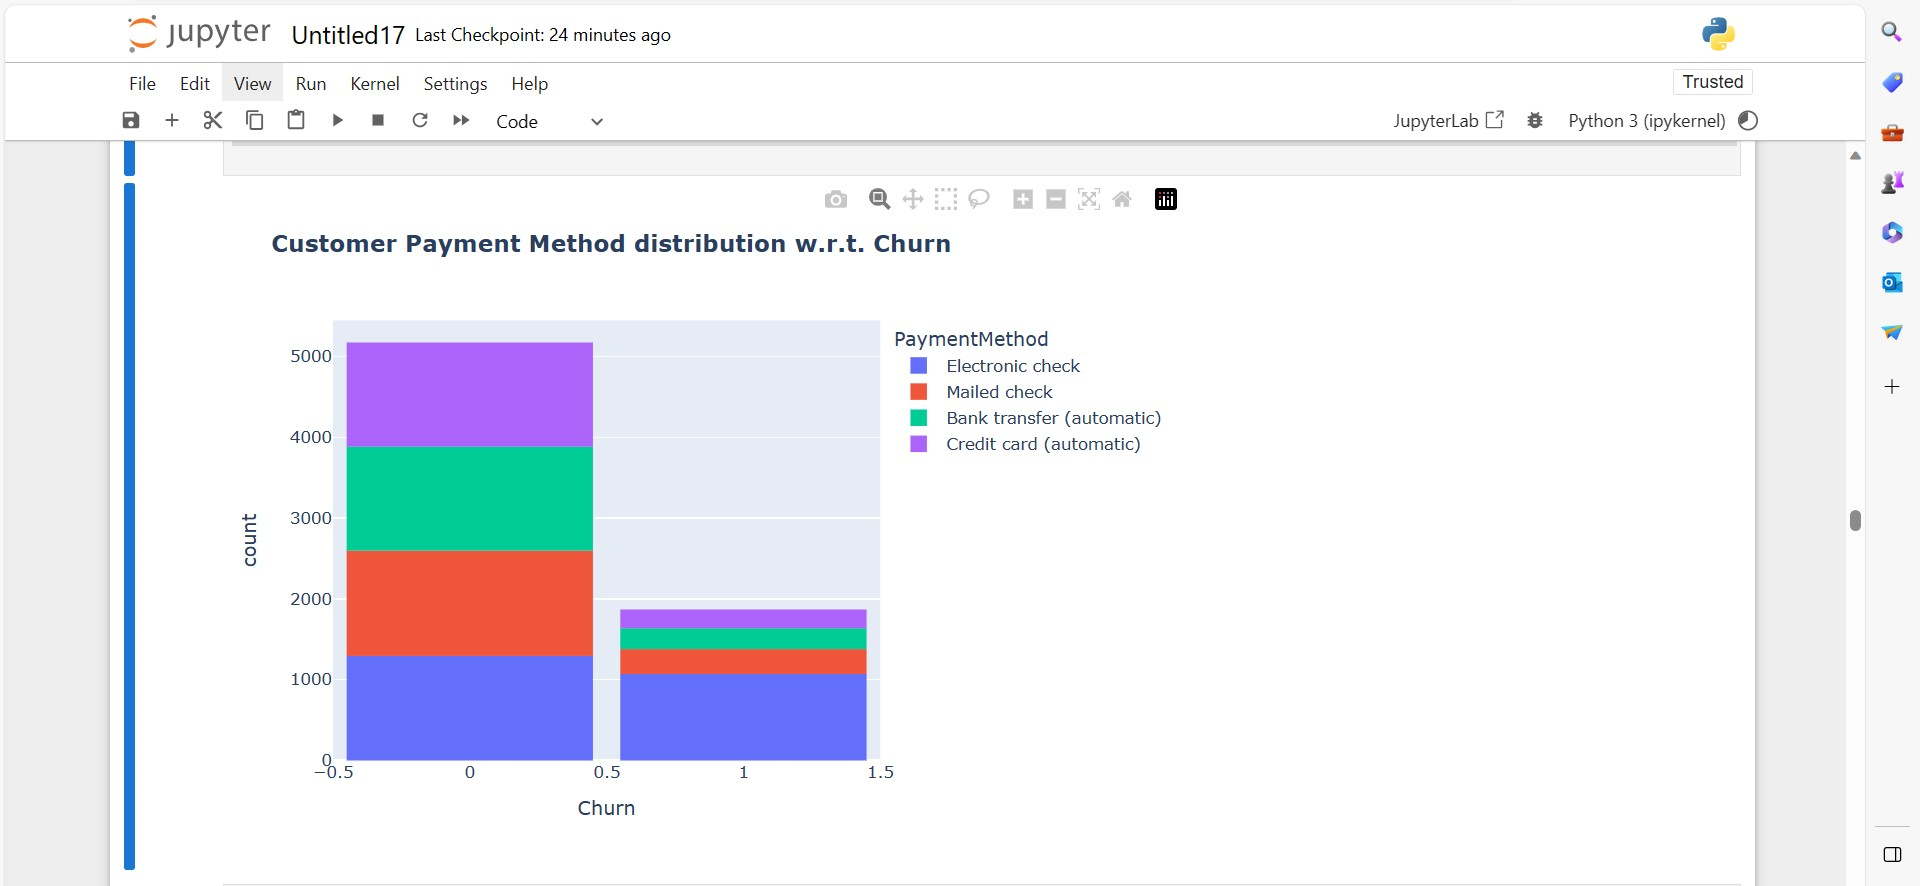 jupyter Untitled17 Last Checkpoint: 24 minutes ago
File Edit View Run Kernel Settings Help
Trusted
Code
JupyterLab
Python 3 (ipykernel)
Customer Payment Method distribution w.r.t. Churn
PaymentMethod
Electronic check
Mailed check
Bank transfer (automatic)
Credit card (automatic)
5000
4000
3000
2000
1000
0
count
−0.5 0 0.5 1 1.5
Churn